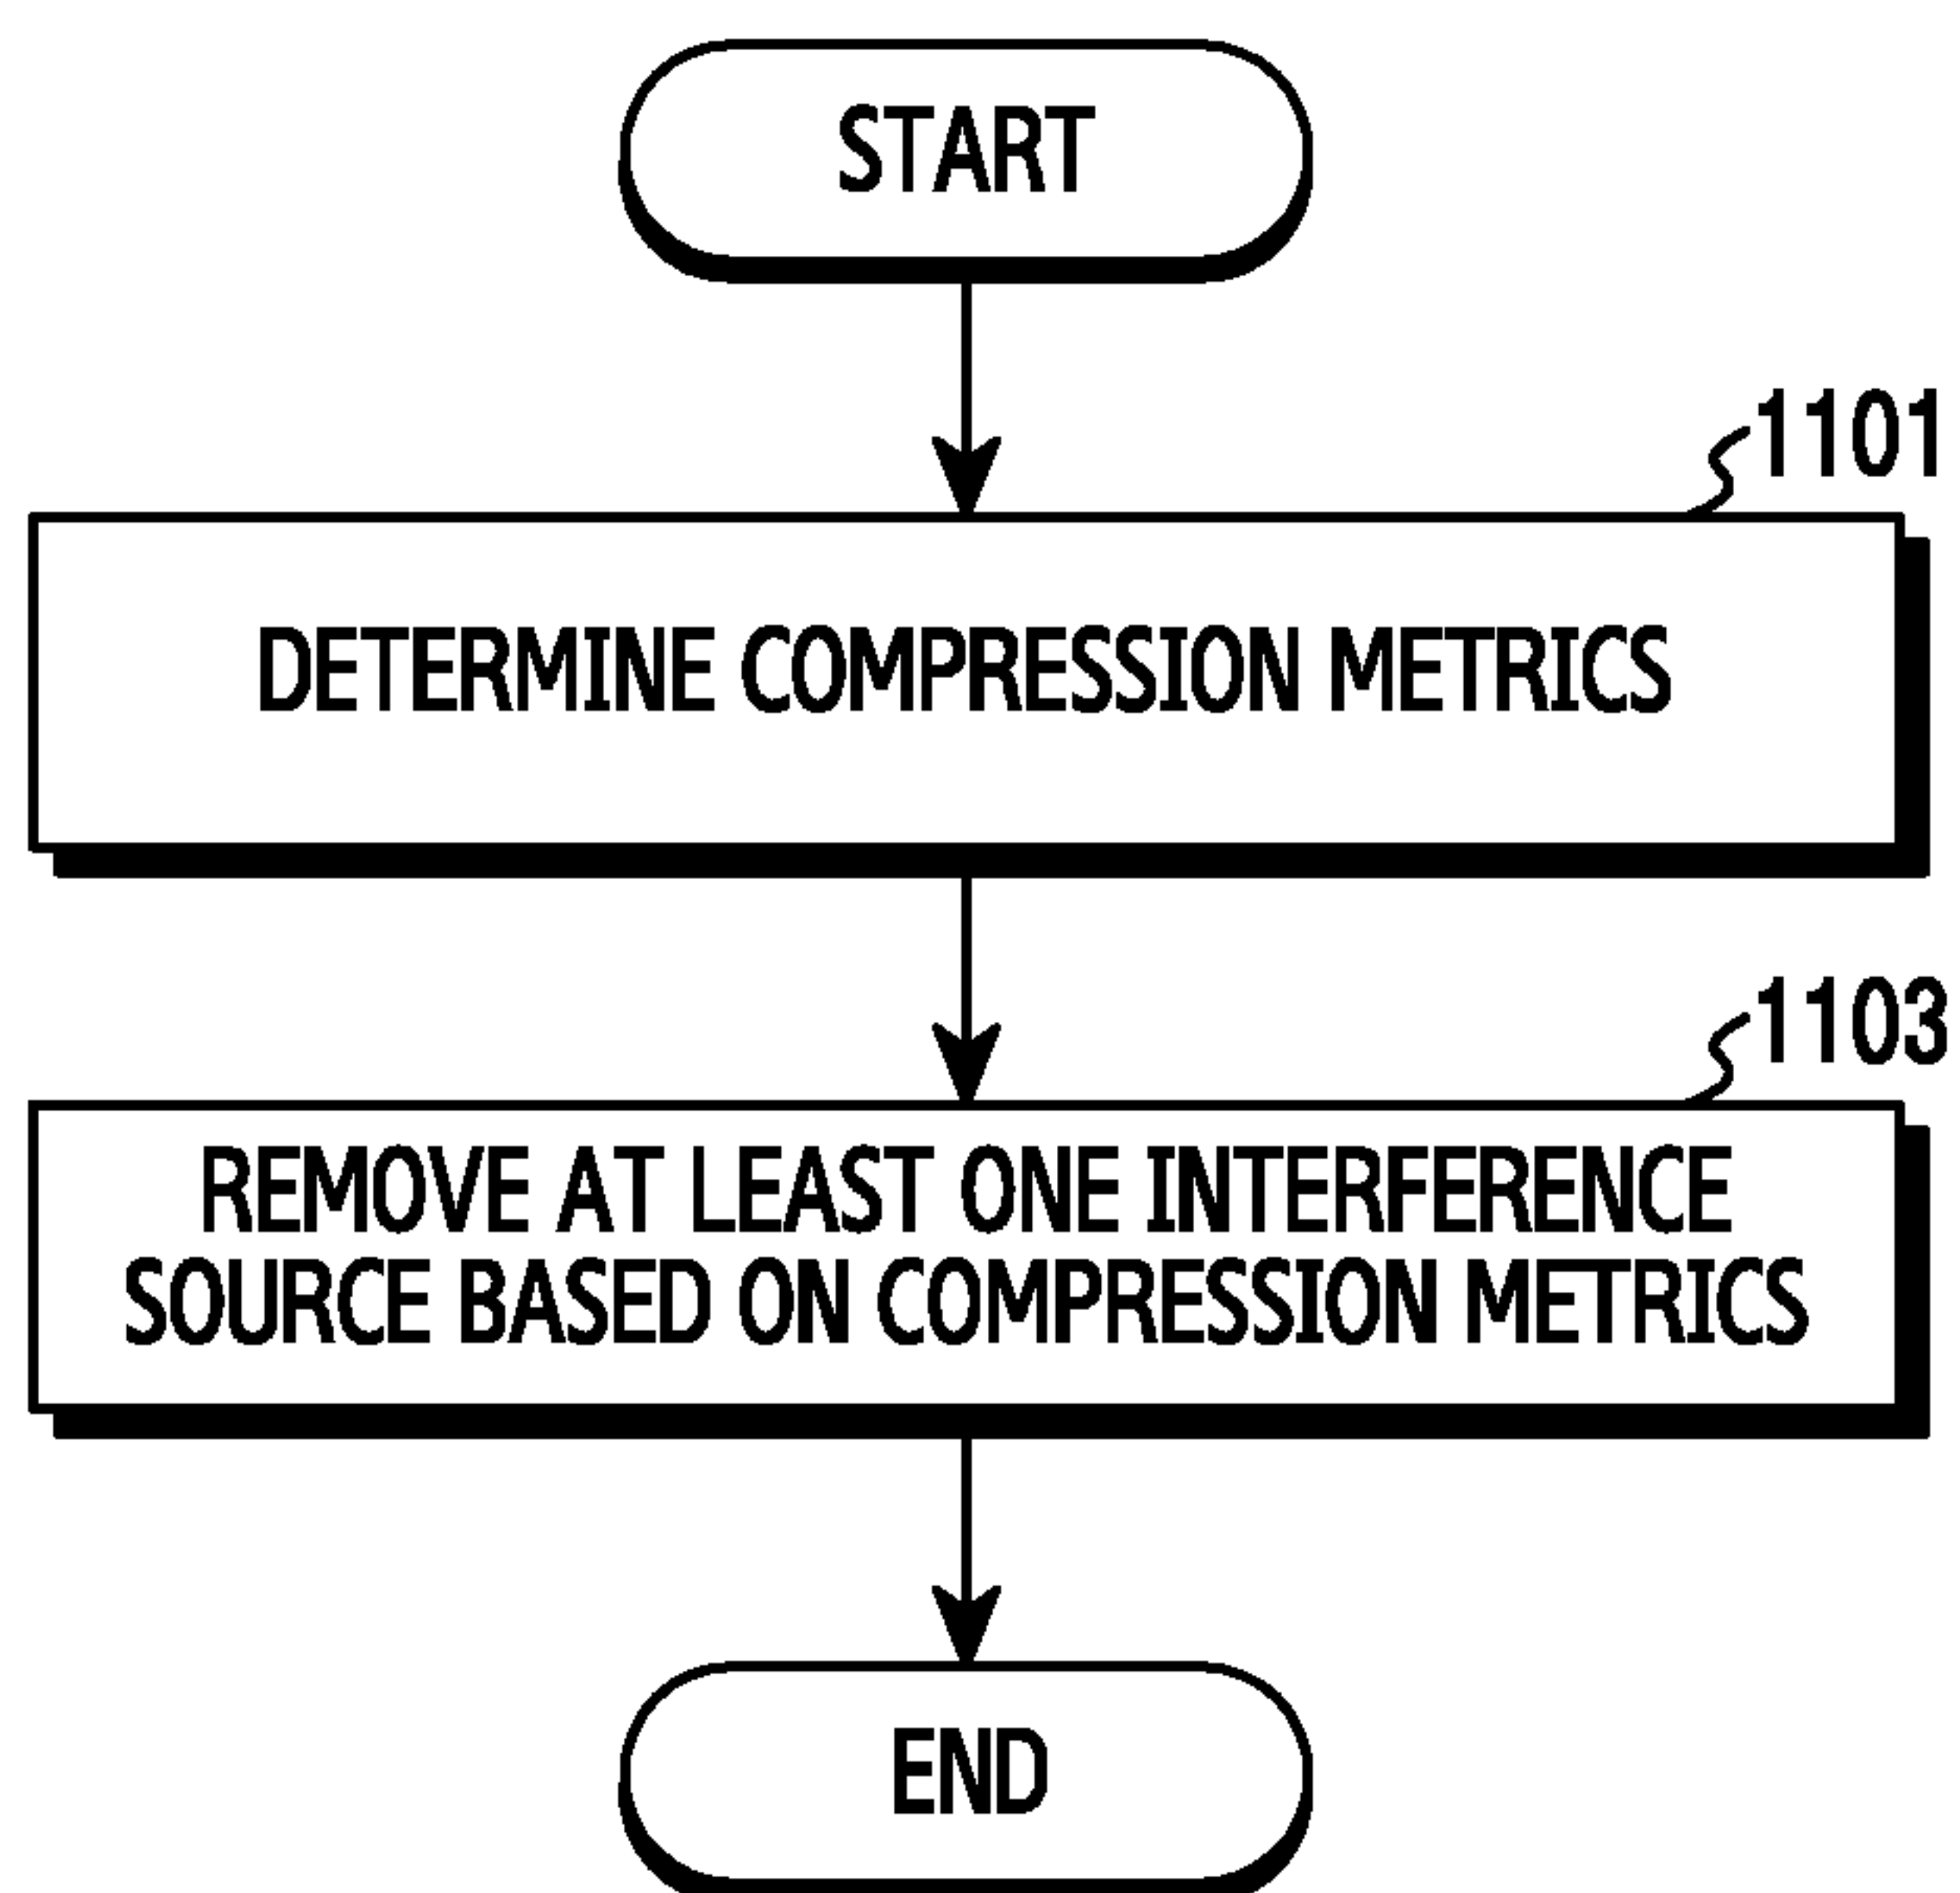 START
1101
DETERMINE COMPRESSION METRICS
1103
REMOVE AT LEAST ONE INTERFERENCE
SOURCE BASED ON COMPRESSION METRICS
END